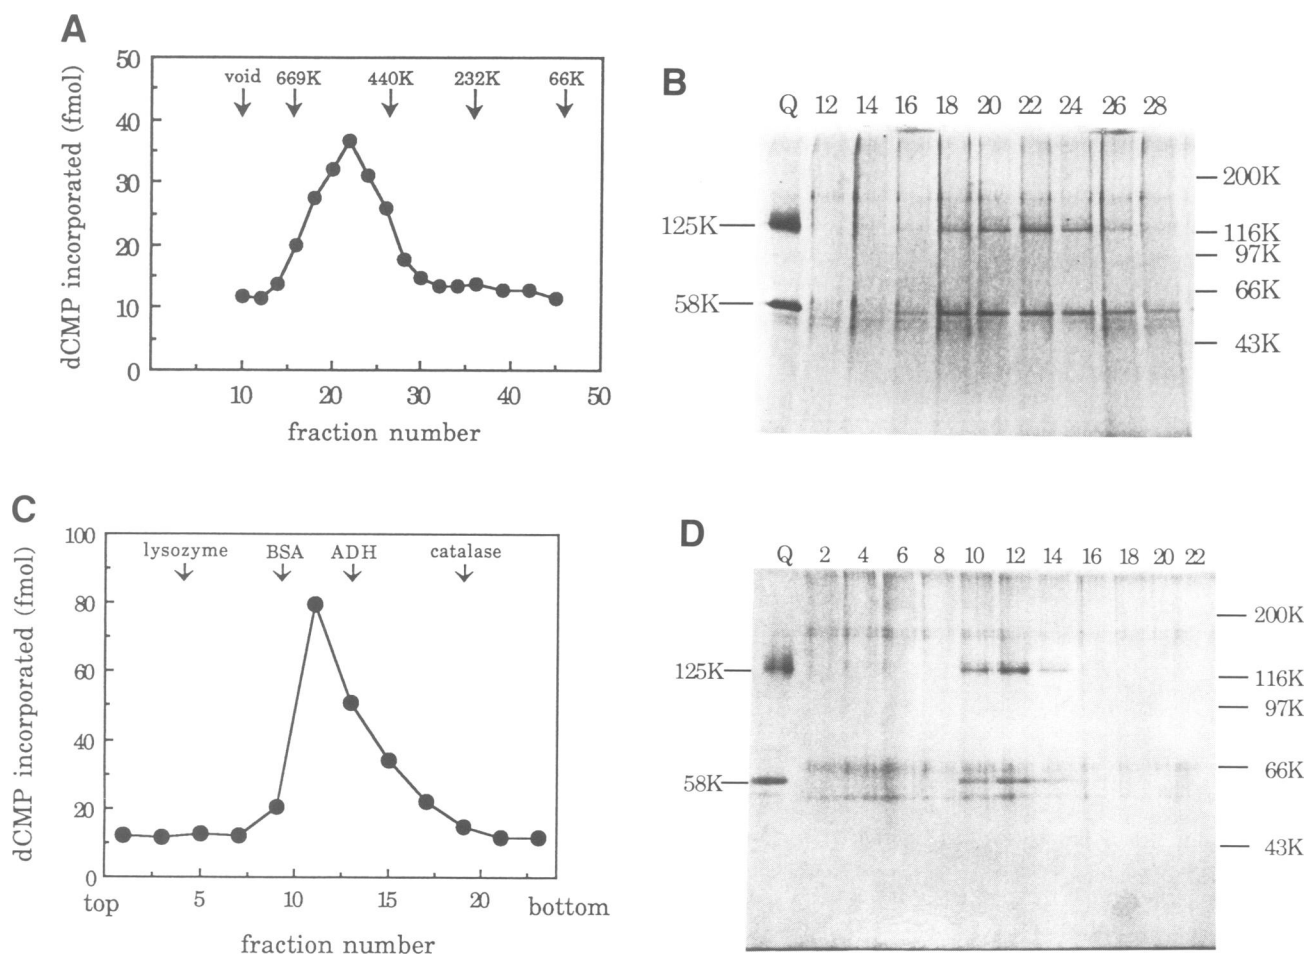 A
dCMP incorporated (fmol)
50
40
30
20
10
0
void 669K 440K 232K 66K
10 20 30 40 50
fraction number
B
Q 12 14 16 18 20 22 24 26 28
125K
58K
200K
116K
97K
66K
43K
C
dCMP incorporated (fmol)
100
80
60
40
20
0
lysozyme BSA ADH catalase
top 5 10 15 20 bottom
fraction number
D
Q 2 4 6 8 10 12 14 16 18 20 22
125K
58K
200K
116K
97K
66K
43K